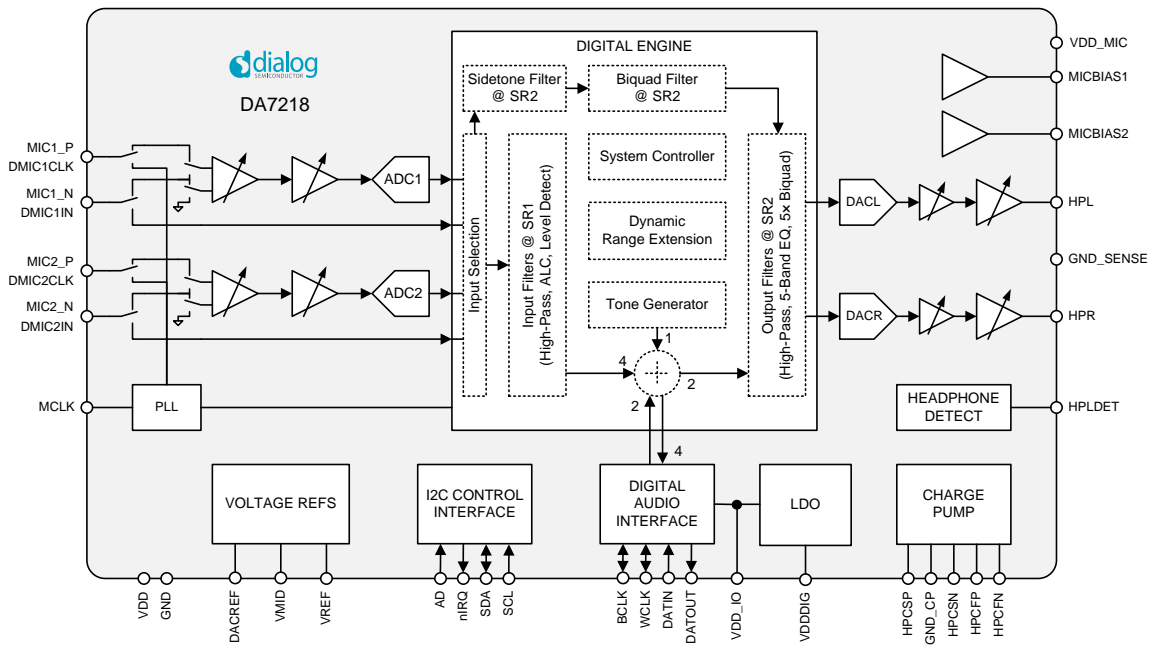 DIGITAL ENGINE
dialog
SEMICONDUCTOR
DA7218
Sidetone Filter
@ SR2
Biquad Filter
@ SR2
VDD_MIC
MICBIAS1
MICBIAS2
MIC1_P
DMIC1CLK
MIC1_N
DMIC1IN
MIC2_P
DMIC2CLK
MIC2_N
DMIC2IN
MCLK
ADC1
ADC2
PLL
Input Selection
Input Filters @ SR1
(High-Pass, ALC, Level Detect)
System Controller
Dynamic
Range Extension
Tone Generator
1
4
2
2
4
Output Filters @ SR2
(High-Pass, 5-Band EQ, 5x Biquad)
DACL
DACR
HPL
GND_SENSE
HPR
HEADPHONE
DETECT
HPLDET
VOLTAGE REFS
I2C CONTROL
INTERFACE
DIGITAL
AUDIO
INTERFACE
LDO
CHARGE
PUMP
VDD
GND
DACREF
VMID
VREF
AD
nIRQ
SDA
SCL
BCLK
WCLK
DATIN
DATOUT
VDD_IO
VDDDIG
HPCSP
GND_CP
HPCSN
HPCFP
HPCFN